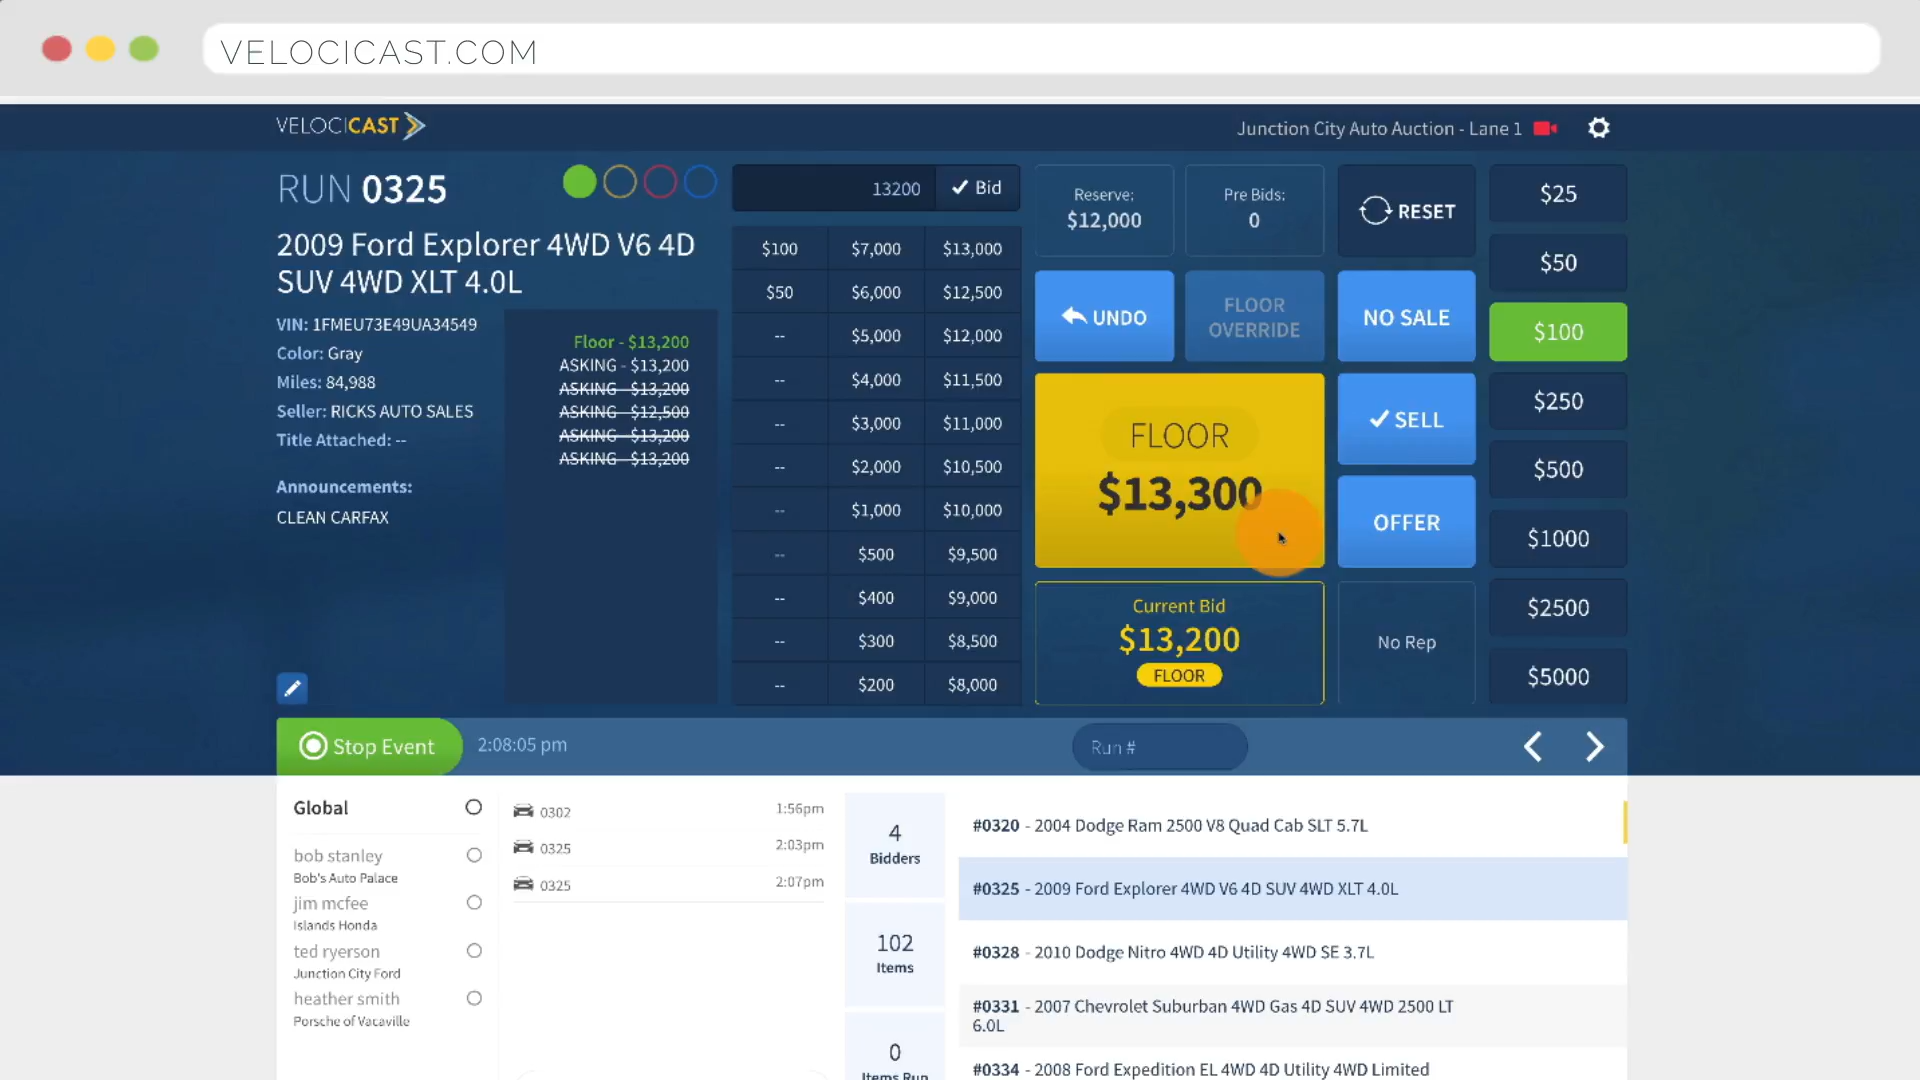 VELOCICAST.COM
VELOCICAST
Junction City Auto Auction - Lane 1
RUN 0325
2009 Ford Explorer 4WD V6 4D
SUV 4WD XLT 4.0L
VIN: 1FMEU73E49UA34549
Color: Gray
Miles: 84,988
Seller: RICKS AUTO SALES
Title Attached: --
Announcements:
CLEAN CARFAX
Floor - $13,200
ASKING - $13,200
ASKING - $13,200
ASKING - $12,500
ASKING - $13,200
ASKING - $13,200
13200 Bid
$100 $7,000 $13,000
$50 $6,000 $12,500
-- $5,000 $12,000
-- $4,000 $11,500
-- $3,000 $11,000
-- $2,000 $10,500
-- $1,000 $10,000
-- $500 $9,500
-- $400 $9,000
-- $300 $8,500
-- $200 $8,000
Reserve:
$12,000
Pre Bids:
0
RESET
UNDO
FLOOR
OVERRIDE
NO SALE
FLOOR
$13,300
SELL
OFFER
Current Bid
$13,200
FLOOR
No Rep
$25
$50
$100
$250
$500
$1000
$2500
$5000
Stop Event
2:08:05 pm
Run #
Global
bob stanley
Bob's Auto Palace
jim mcfee
Islands Honda
ted ryerson
Junction City Ford
heather smith
Porsche of Vacaville
0302 1:56pm
0325 2:03pm
0325 2:07pm
4
Bidders
102
Items
0
Items Run
#0320 - 2004 Dodge Ram 2500 V8 Quad Cab SLT 5.7L
#0325 - 2009 Ford Explorer 4WD V6 4D SUV 4WD XLT 4.0L
#0328 - 2010 Dodge Nitro 4WD 4D Utility 4WD SE 3.7L
#0331 - 2007 Chevrolet Suburban 4WD Gas 4D SUV 4WD 2500 LT
6.0L
#0334 - 2008 Ford Expedition EL 4WD 4D Utility 4WD Limited